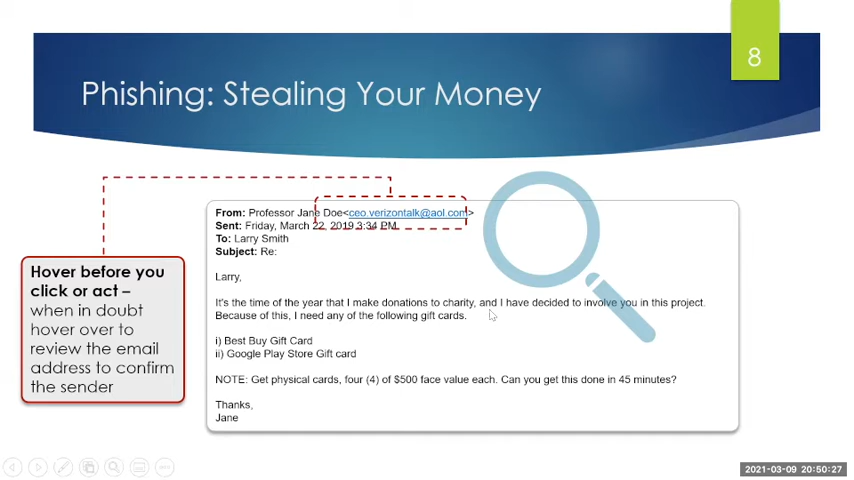 8
Phishing: Stealing Your Money
From: Professor Jane Doe<ceo.verizontalk@aol.com>
Sent: Friday, March 22, 2019 3:34 PM
To: Larry Smith
Subject: Re:
Larry,
It's the time of the year that I make donations to charity, and I have decided to involve you in this project.
Because of this, I need any of the following gift cards.
i) Best Buy Gift Card
ii) Google Play Store Gift card
NOTE: Get physical cards, four (4) of $500 face value each. Can you get this done in 45 minutes?
Thanks,
Jane
Hover before you
click or act –
when in doubt
hover over to
review the email
address to confirm
the sender
2021-03-09 20:50:27